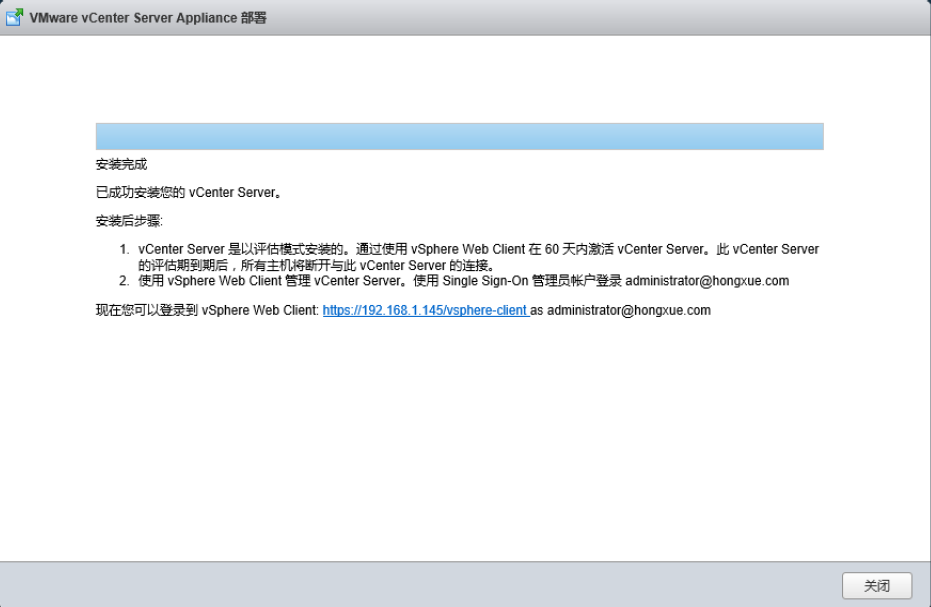 VMware vCenter Server Appliance 部署
安装完成
已成功安装您的 vCenter Server。
安装后步骤:
1. vCenter Server 是以评估模式安装的。通过使用 vSphere Web Client 在 60 天内激活 vCenter Server。此 vCenter Server
的评估期到期后，所有主机将断开与此 vCenter Server 的连接。
2. 使用 vSphere Web Client 管理 vCenter Server。使用 Single Sign-On 管理员帐户登录 administrator@hongxue.com
现在您可以登录到 vSphere Web Client: https://192.168.1.145/vsphere-client as administrator@hongxue.com
关闭